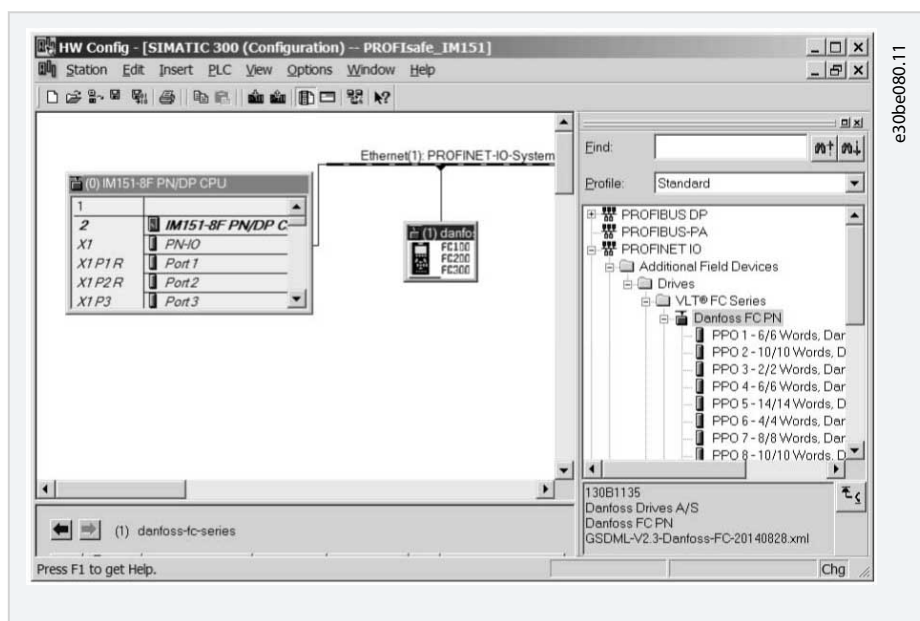 HW Config - [SIMATIC 300 (Configuration) -- PROFIsafe_IM151]
Station Edit Insert PLC View Options Window Help
Ethernet(1): PROFINET-IO-System
(0) IM151-8F PN/DP CPU
1
2 IM151-8F PN/DP C
X1 PN-IO
X1 P1 R Port 1
X1 P2 R Port 2
X1 P3 Port 3
(1) danfo
FC100
FC200
FC300
Find:
Profile: Standard
PROFIBUS DP
PROFIBUS-PA
PROFINET IO
Additional Field Devices
Drives
VLT® FC Series
Danfoss FC PN
PPO 1 - 6/6 Words, Dan
PPO 2 - 10/10 Words, D
PPO 3 - 2/2 Words, Dan
PPO 4 - 6/6 Words, Dan
PPO 5 - 14/14 Words, D
PPO 6 - 4/4 Words, Dan
PPO 7 - 8/8 Words, Dan
PPO 8 - 10/10 Words, D
130B1135
Danfoss Drives A/S
Danfoss FC PN
GSDML-V2.3-Danfoss-FC-20140828.xml
(1) danfoss-fc-series
Press F1 to get Help.
Chg
e30be080.11